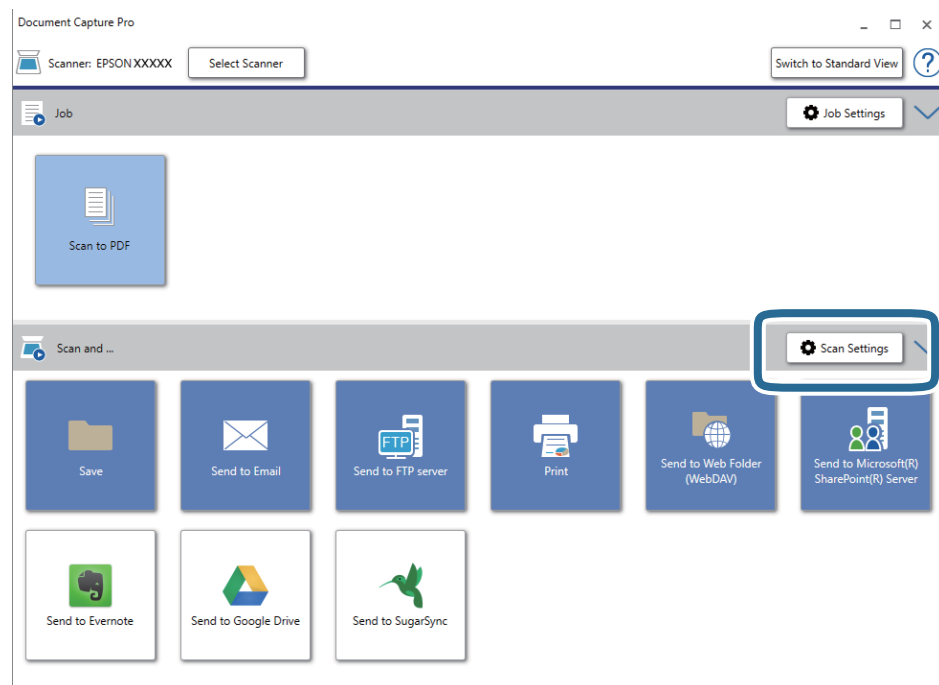 Document Capture Pro
Scanner: EPSON XXXXX Select Scanner Switch to Standard View ?
Job Job Settings
Scan to PDF
Scan and ... Scan Settings
Save
Send to Email
FTP
Send to FTP server
Print
Send to Web Folder
(WebDAV)
Send to Microsoft(R)
SharePoint(R) Server
Send to Evernote
Send to Google Drive
Send to SugarSync